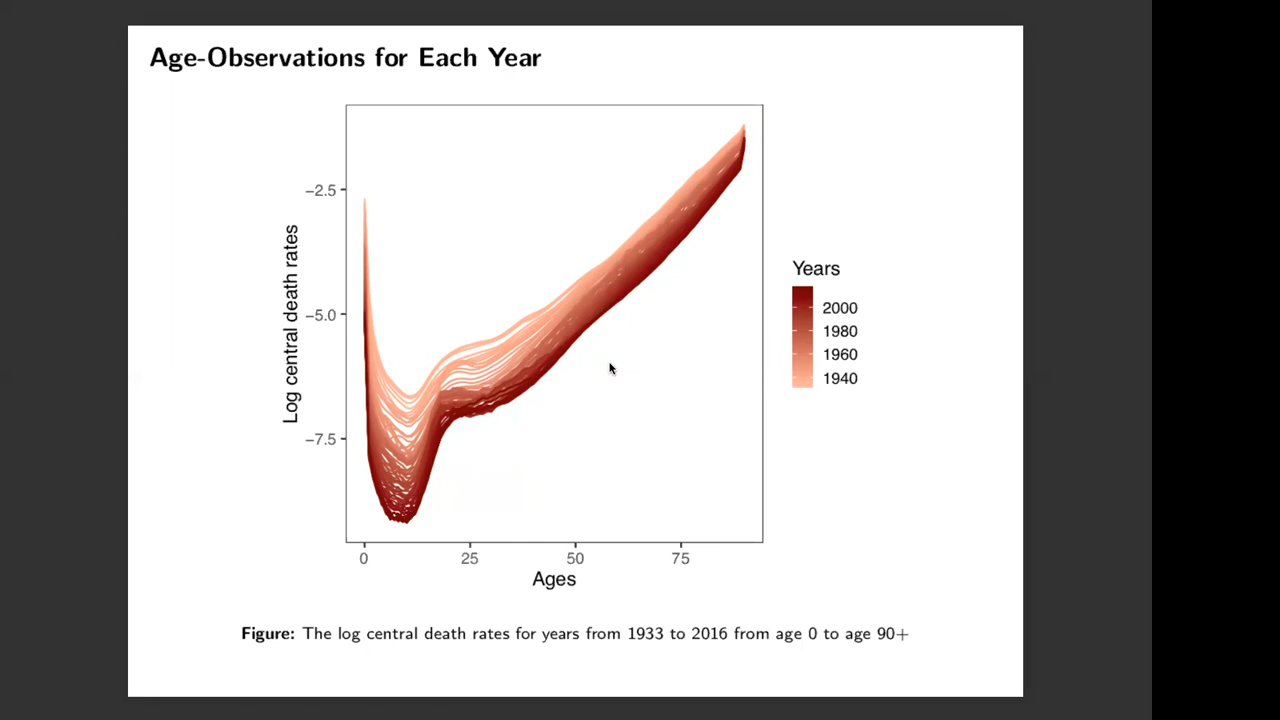 Age-Observations for Each Year
−2.5
−5.0
−7.5
Log central death rates
0 25 50 75
Ages
Years
2000
1980
1960
1940
Figure: The log central death rates for years from 1933 to 2016 from age 0 to age 90+